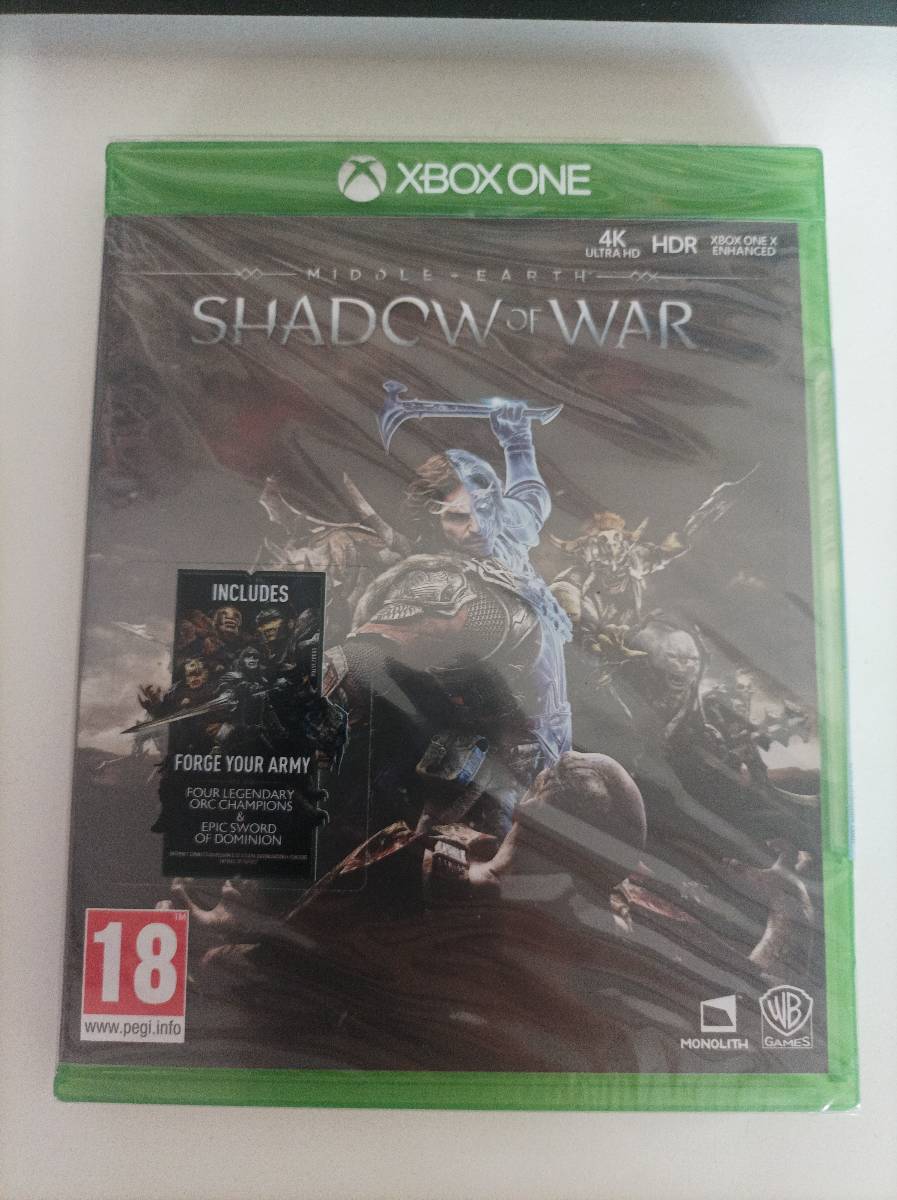 XBOX ONE
4K
ULTRA HD
HDR
XBOX ONE X
ENHANCED
MIDDLE-EARTH
SHADOW OF WAR
INCLUDES
FORGE YOUR ARMY
FOUR LEGENDARY
ORC CHAMPIONS
&
EPIC SWORD
OF DOMINION
18™
www.pegi.info
MONOLITH
WB
GAMES